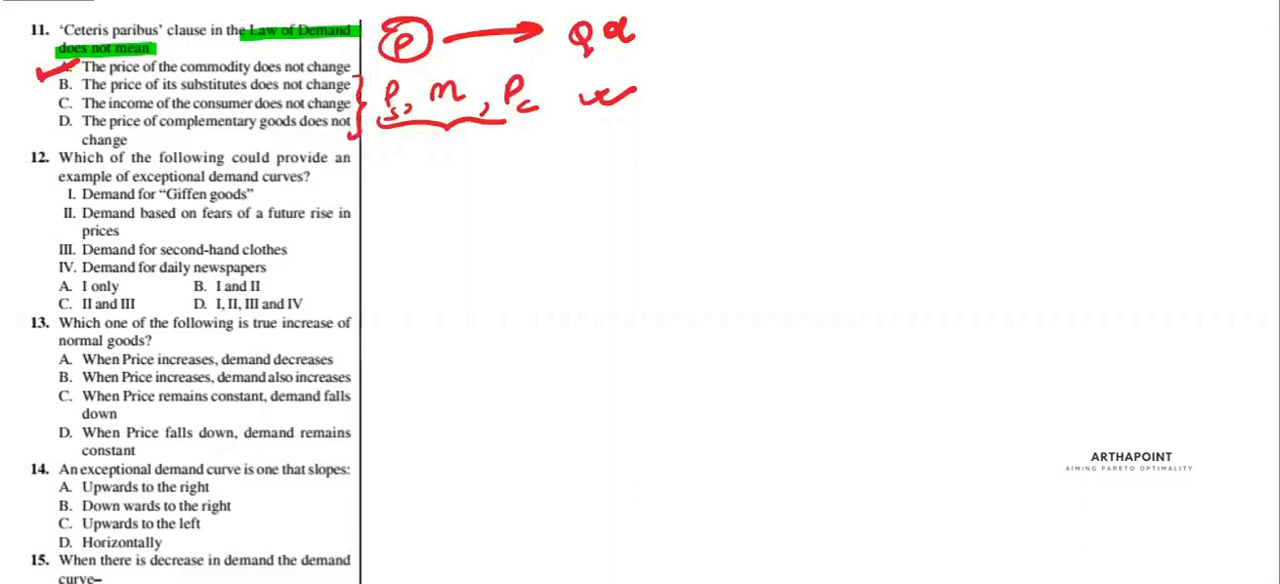 11. ‘Ceteris paribus’ clause in the Law of Demand
does not mean
A. The price of the commodity does not change
B. The price of its substitutes does not change
C. The income of the consumer does not change
D. The price of complementary goods does not
change
P Qd
Ps, m, Pc
12. Which of the following could provide an
example of exceptional demand curves?
I. Demand for “Giffen goods”
II. Demand based on fears of a future rise in
prices
III. Demand for second-hand clothes
IV. Demand for daily newspapers
A. I only B. I and II
C. II and III D. I, II, III and IV
13. Which one of the following is true increase of
normal goods?
A. When Price increases, demand decreases
B. When Price increases, demand also increases
C. When Price remains constant, demand falls
down
D. When Price falls down, demand remains
constant
14. An exceptional demand curve is one that slopes:
A. Upwards to the right
B. Down wards to the right
C. Upwards to the left
D. Horizontally
15. When there is decrease in demand the demand
curve–
ARTHAPOINT
AIMING PARETO OPTIMALITY